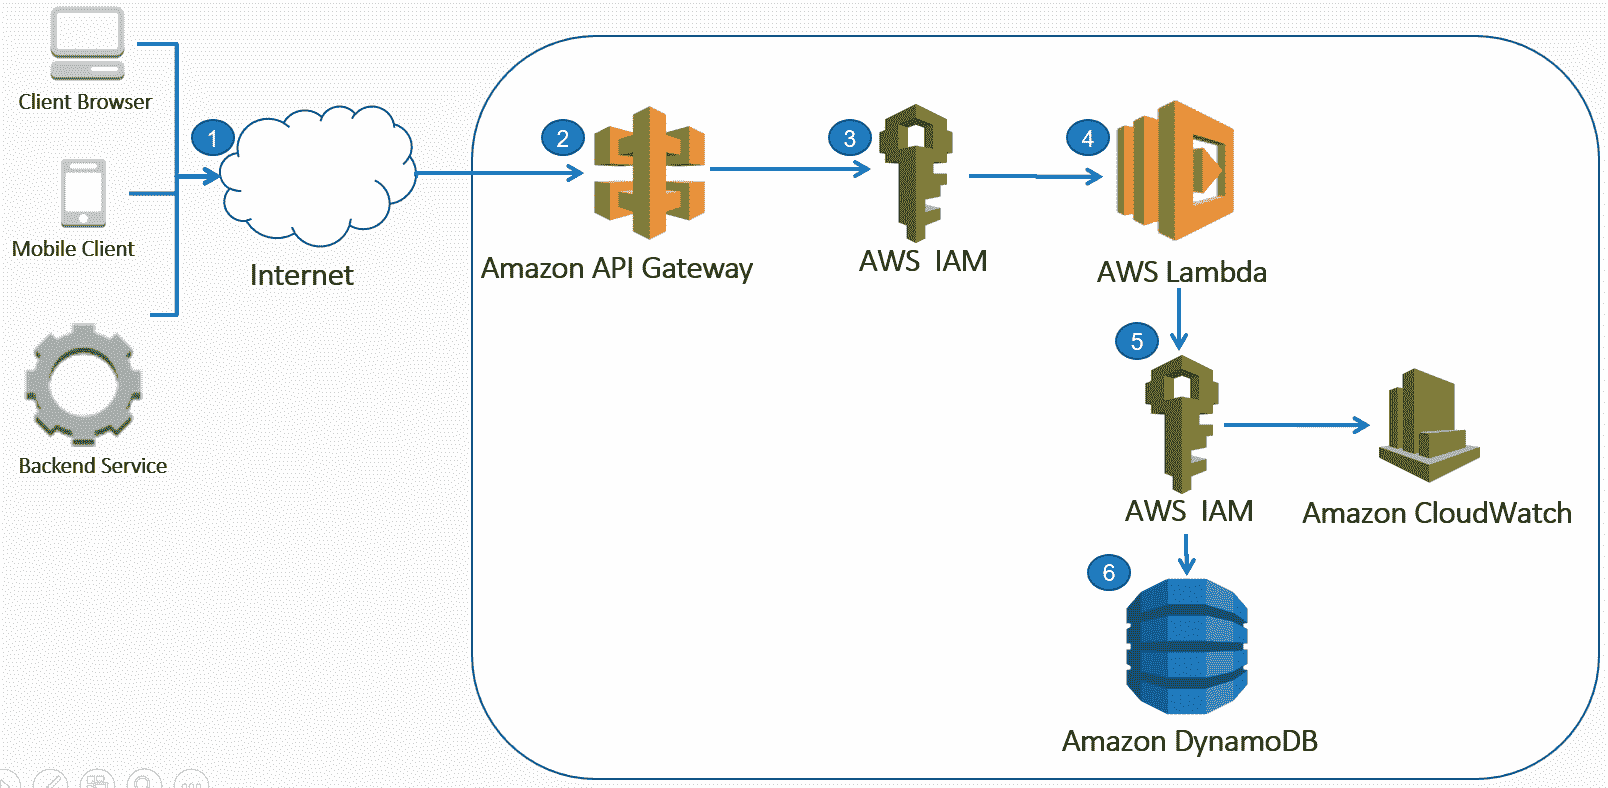 Client Browser
1
2
3
4
Mobile Client
Internet
Amazon API Gateway
AWS IAM
AWS Lambda
5
Backend Service
AWS IAM
Amazon CloudWatch
6
Amazon DynamoDB